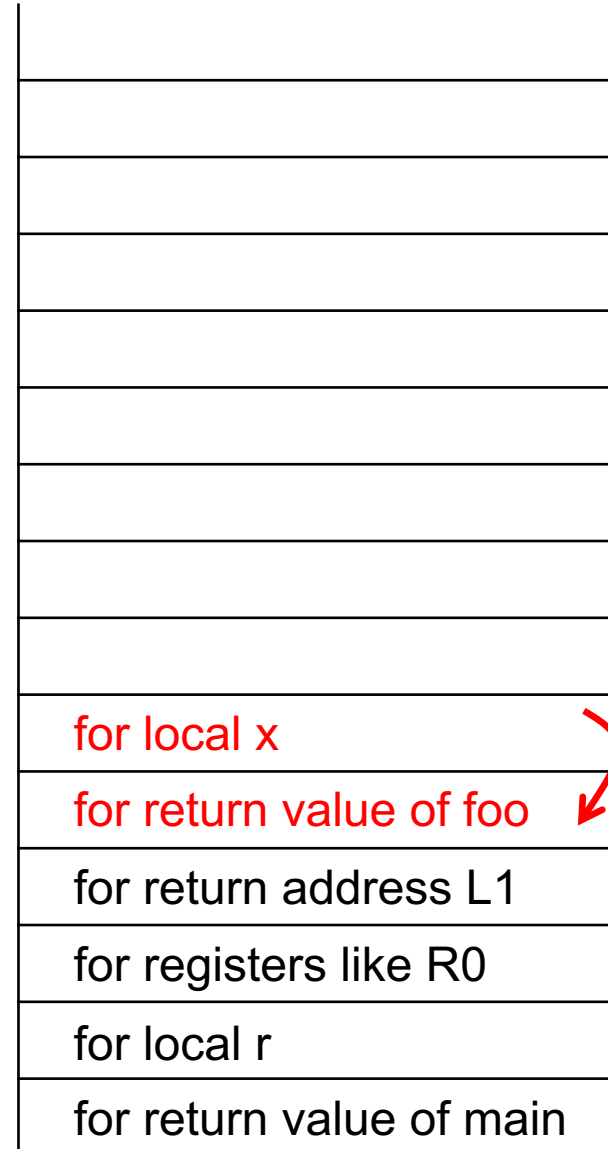 for local x
for return value of foo
for return address L1
for registers like R0
for local r
for return value of main